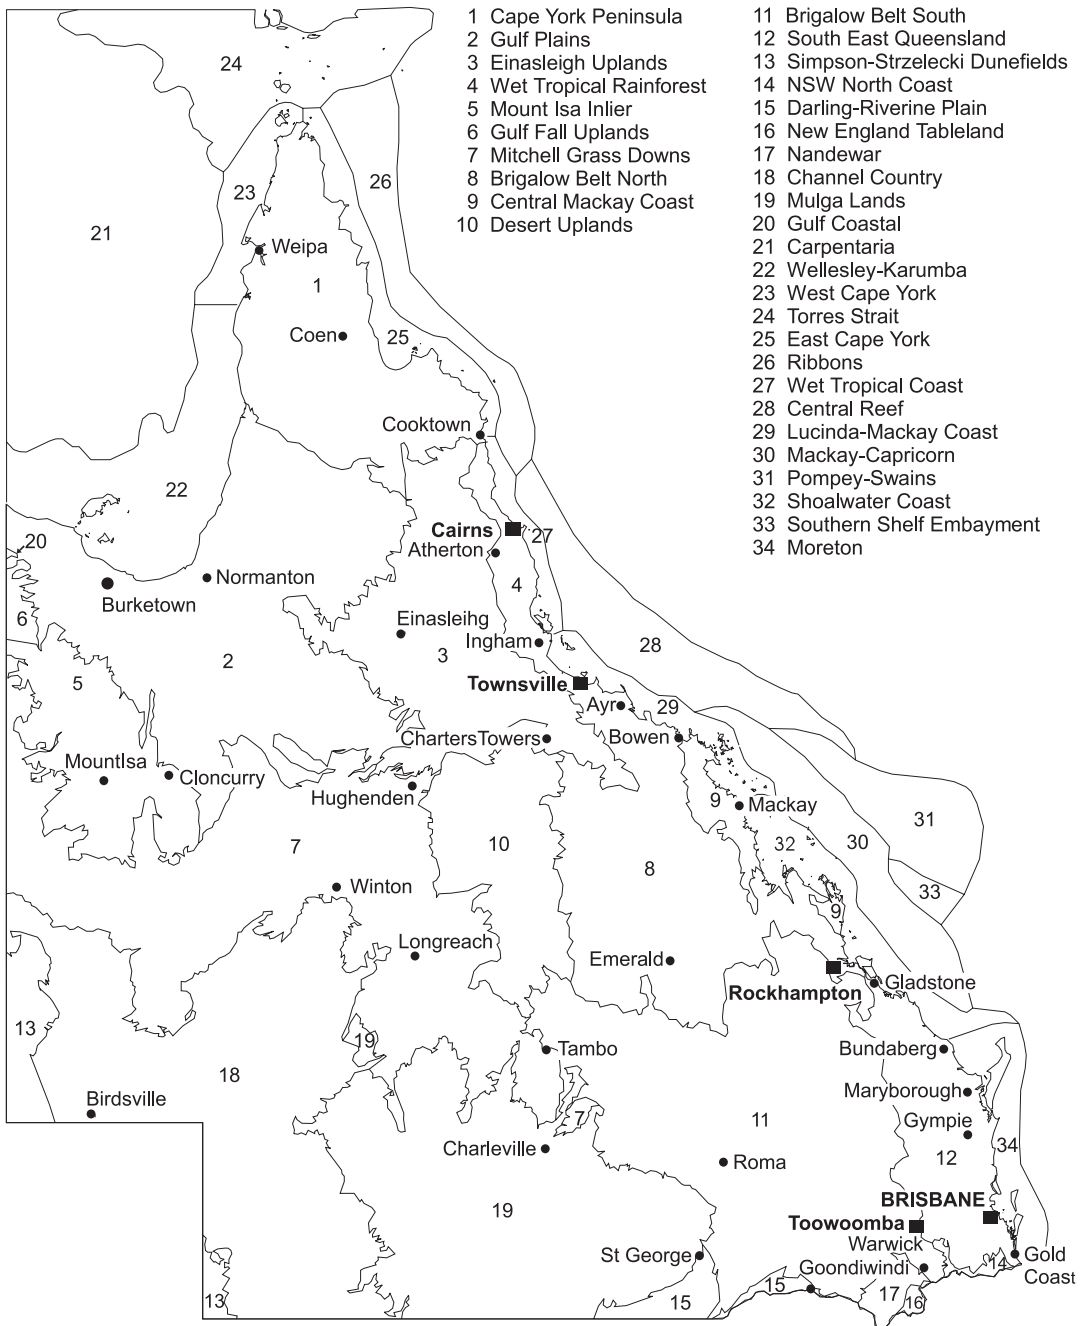 1 Cape York Peninsula
2 Gulf Plains
3 Einasleigh Uplands
4 Wet Tropical Rainforest
5 Mount Isa Inlier
6 Gulf Fall Uplands
7 Mitchell Grass Downs
8 Brigalow Belt North
9 Central Mackay Coast
10 Desert Uplands
11 Brigalow Belt South
12 South East Queensland
13 Simpson-Strzelecki Dunefields
14 NSW North Coast
15 Darling-Riverine Plain
16 New England Tableland
17 Nandewar
18 Channel Country
19 Mulga Lands
20 Gulf Coastal
21 Carpentaria
22 Wellesley-Karumba
23 West Cape York
24 Torres Strait
25 East Cape York
26 Ribbons
27 Wet Tropical Coast
28 Central Reef
29 Lucinda-Mackay Coast
30 Mackay-Capricorn
31 Pompey-Swains
32 Shoalwater Coast
33 Southern Shelf Embayment
34 Moreton
24
26
23
21
Weipa
1
Coen
25
Cooktown
22
Cairns
27
20
Atherton
Normanton
4
Burketown
6
Einasleihg
Ingham
28
3
2
5
Townsville
Ayr
29
ChartersTowers
Bowen
MountIsa
Cloncurry
Hughenden
9
Mackay
31
7
10
32
30
8
Winton
33
9
Longreach
Emerald
Rockhampton
Gladstone
13
19
Tambo
Bundaberg
18
Birdsville
Maryborough
7
11
Gympie
Charleville
34
Roma
12
BRISBANE
19
Toowoomba
Warwick
St George
Goondiwindi
14
Gold
Coast
15
17
13
15
16